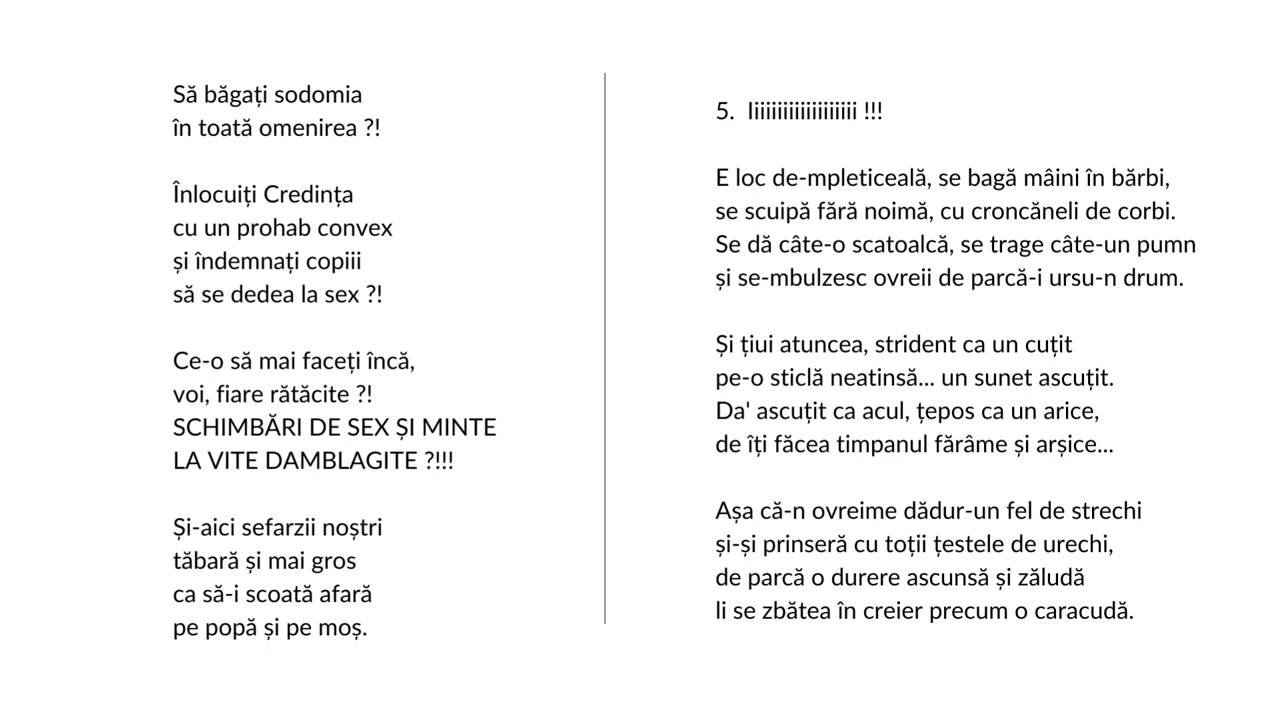 Să băgați sodomia
în toată omenirea ?!
Înlocuiți Credința
cu un prohab convex
și îndemnați copiii
să se dedea la sex ?!
Ce-o să mai faceți încă,
voi, fiare rătăcite ?!
SCHIMBĂRI DE SEX ȘI MINTE
LA VITE DAMBLAGITE ?!!!
Și-aici sefarzii noștri
tăbară și mai gros
ca să-i scoată afară
pe popă și pe moș.
5. Iiiiiiiiiiiiiiiiiii !!!
E loc de-mpleticeală, se bagă mâini în bărbi,
se scuipă fără noimă, cu croncăneli de corbi.
Se dă câte-o scatoalcă, se trage câte-un pumn
și se-mbulzesc ovreii de parcă-i ursu-n drum.
Și țiui atuncea, strident ca un cuțit
pe-o sticlă neatinsă... un sunet ascuțit.
Da' ascuțit ca acul, țepos ca un arice,
de îți făcea timpanul fărâme și arșice...
Așa că-n ovreime dădur-un fel de strechi
și-și prinseră cu toții țestele de urechi,
de parcă o durere ascunsă și zăludă
li se zbătea în creier precum o caracudă.